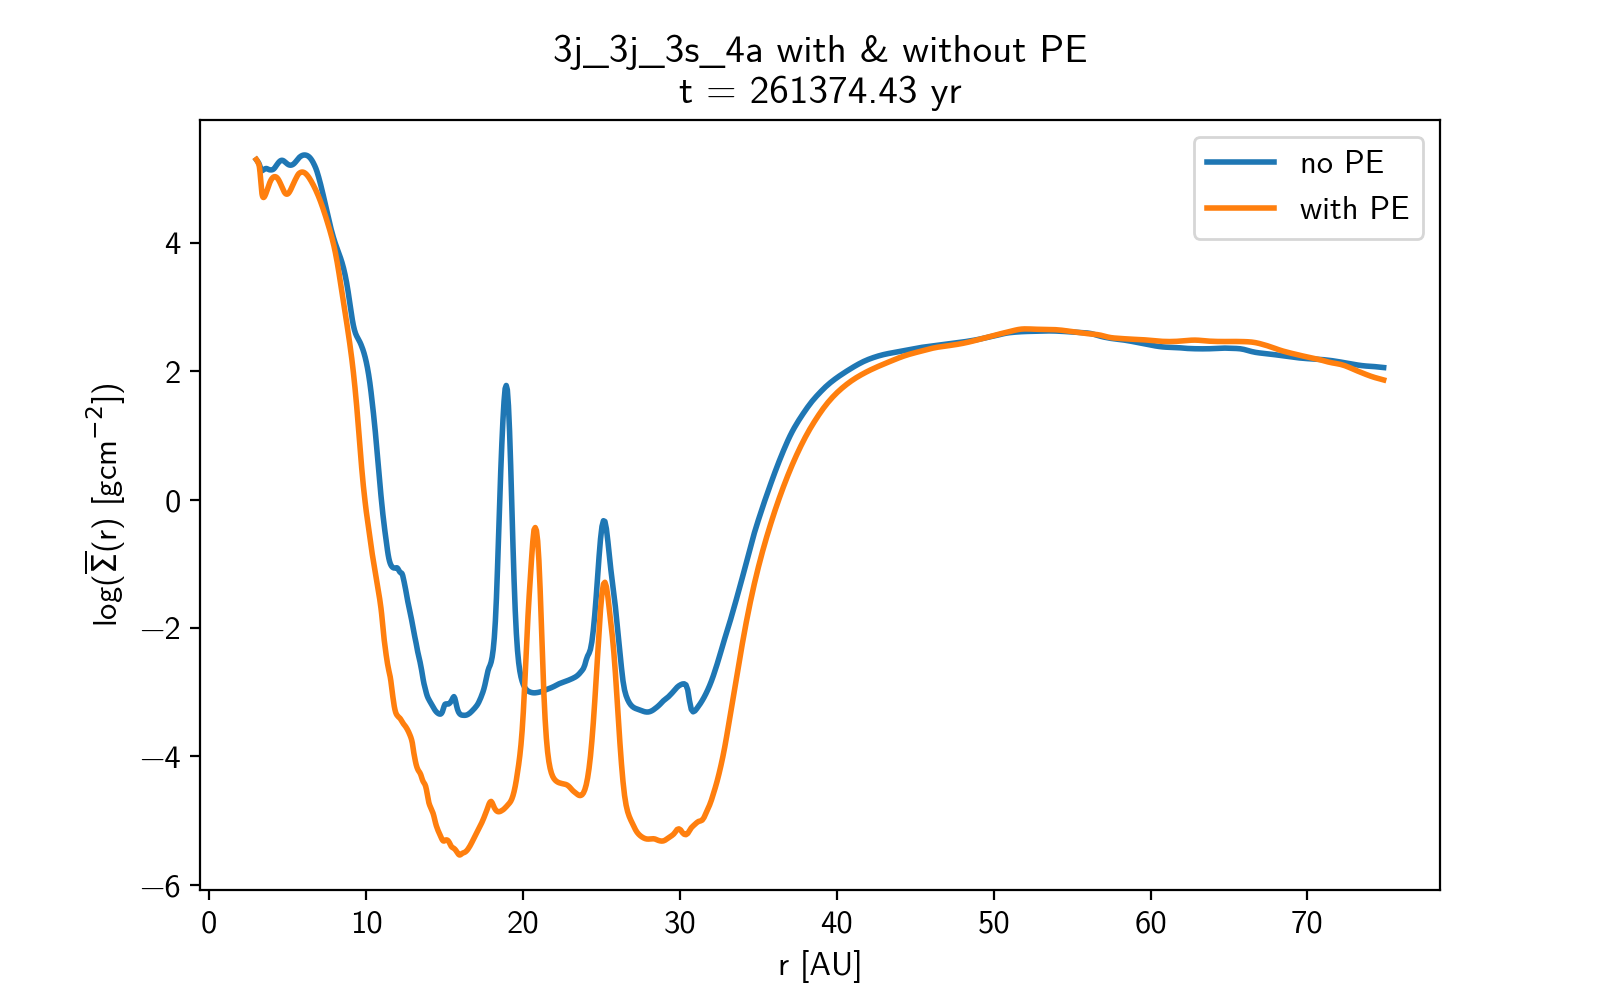 3j_3j_3s_4a with & without PE
t = 261374.43 yr
no PE
with PE
log(Σ̅(r) [gcm⁻²])
4
2
0
−2
−4
−6
0 10 20 30 40 50 60 70
r [AU]